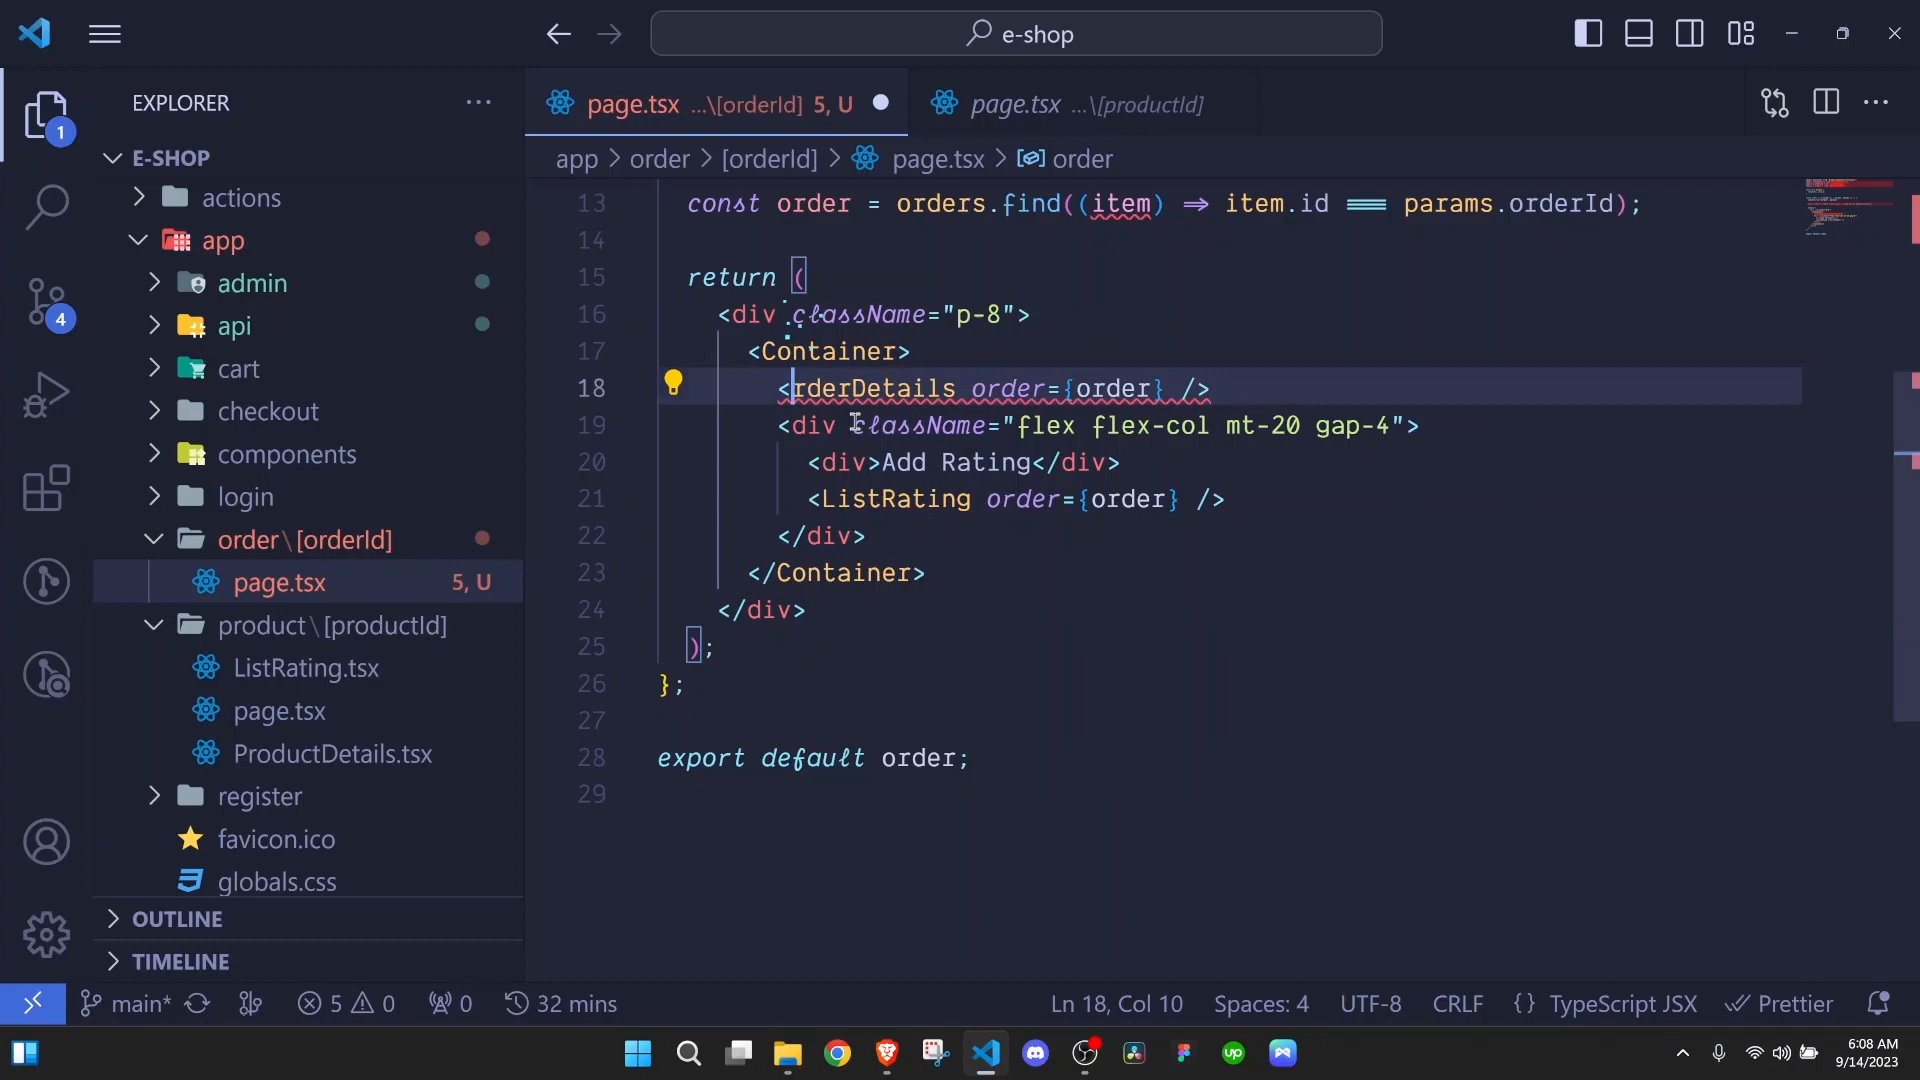 e-shop
EXPLORER
page.tsx ...\[orderId] 5, U
page.tsx ...\[productId]
E-SHOP
app > order > [orderId] > page.tsx > order
actions
app
admin
api
cart
checkout
components
login
order\[orderId]
page.tsx 5, U
product\[productId]
ListRating.tsx
page.tsx
ProductDetails.tsx
register
favicon.ico
globals.css
OUTLINE
TIMELINE
1
4
13 const order = orders.find((item) => item.id === params.orderId);
14
15 return (
16 <div className="p-8">
17 <Container>
18 <rderDetails order={order} />
19 <div className="flex flex-col mt-20 gap-4">
20 <div>Add Rating</div>
21 <ListRating order={order} />
22 </div>
23 </Container>
24 </div>
25 );
26 };
27
28 export default order;
29
main* 5 0 0 32 mins Ln 18, Col 10 Spaces: 4 UTF-8 CRLF {} TypeScript JSX Prettier
up
6:08 AM
9/14/2023